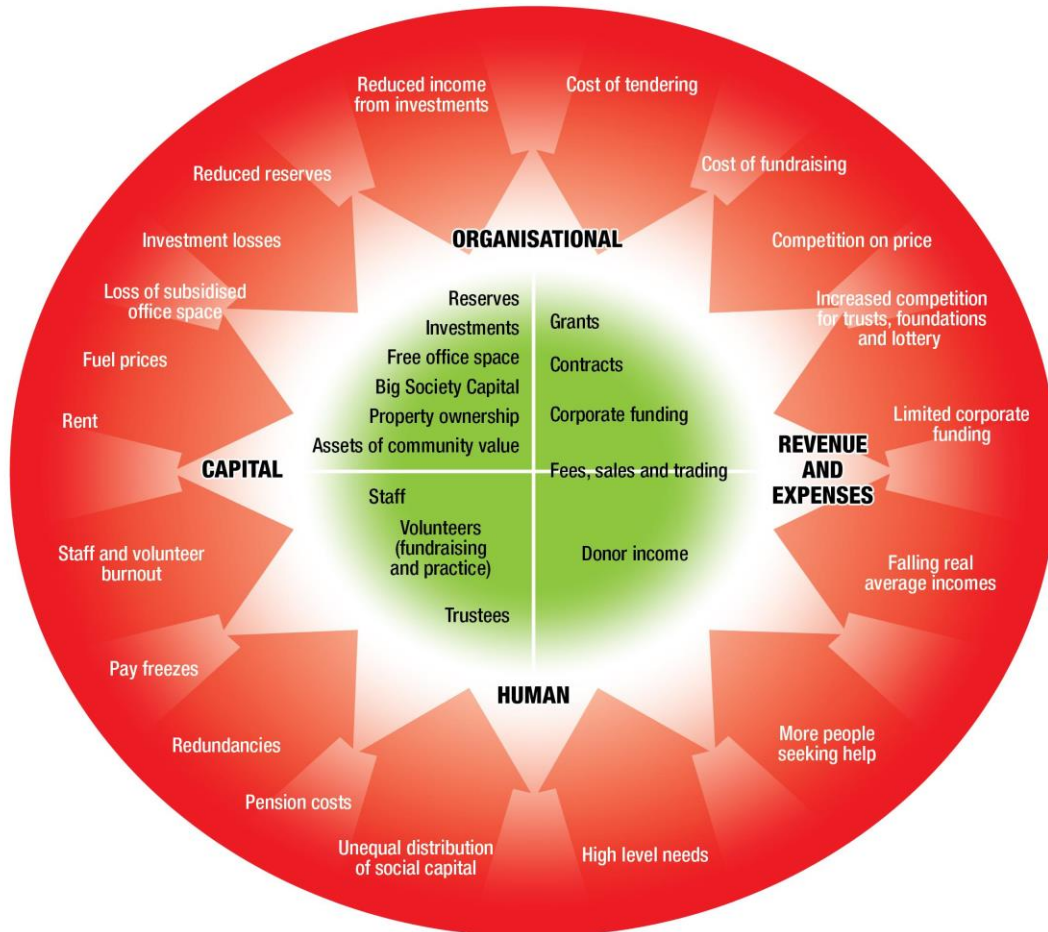 Reduced income
from investments
Cost of tendering
Reduced reserves
Cost of fundraising
Investment losses
ORGANISATIONAL
Competition on price
Loss of subsidised
office space
Reserves
Investments
Free office space
Big Society Capital
Property ownership
Assets of community value
Grants
Contracts
Corporate funding
Fees, sales and trading
Increased competition
for trusts, foundations
and lottery
Fuel prices
Rent
Limited corporate
funding
CAPITAL
REVENUE
AND
EXPENSES
Staff
Volunteers
(fundraising
and practice)
Trustees
Donor income
Staff and volunteer
burnout
Falling real
average incomes
Pay freezes
HUMAN
Redundancies
More people
seeking help
Pension costs
Unequal distribution
of social capital
High level needs